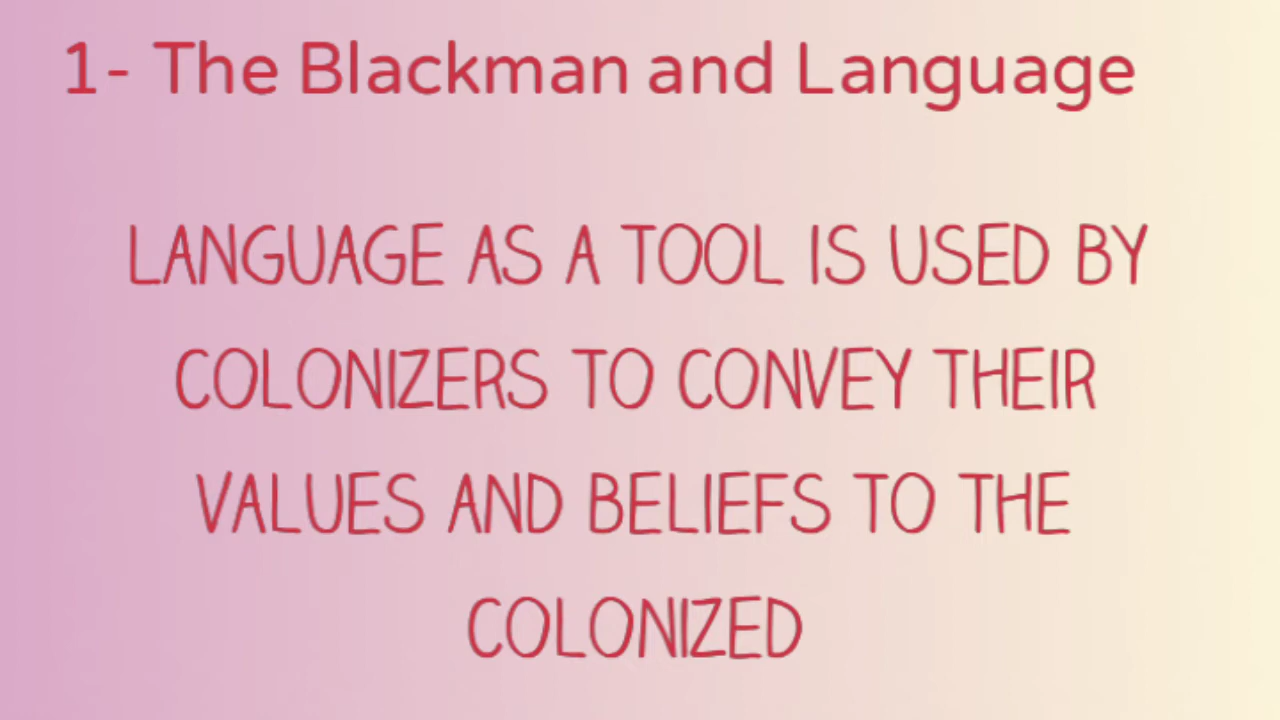 1- The Blackman and Language
LANGUAGE AS A TOOL IS USED BY
COLONIZERS TO CONVEY THEIR
VALUES AND BELIEFS TO THE
COLONIZED